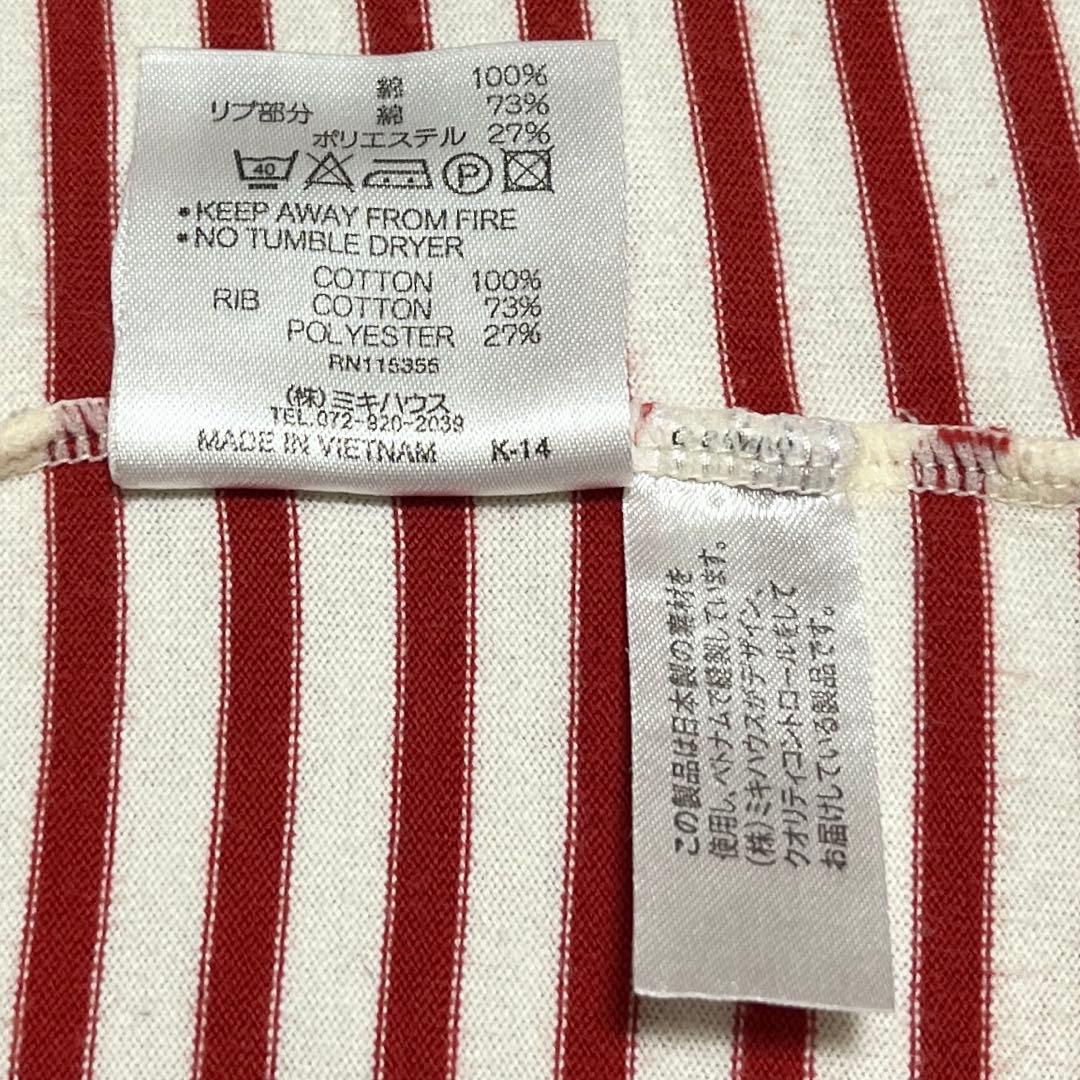 綿 100%
リブ部分 綿 73%
ポリエステル 27%
40 P
•KEEP AWAY FROM FIRE
•NO TUMBLE DRYER
COTTON 100%
RIB COTTON 73%
POLYESTER 27%
RN115355
(株)ミキハウス
TEL.072-920-2039
MADE IN VIETNAM K-14
この製品は日本製の素材を
使用し、ベトナムで縫製しています。
(株)ミキハウスがデザイン、
クオリティコントロールをして
お届けしている製品です。